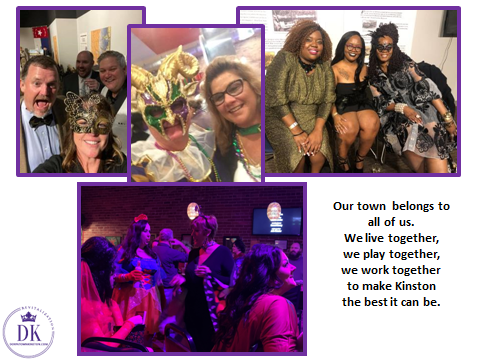 Our town belongs to
all of us.
We live together,
we play together,
we work together
to make Kinston
the best it can be.
DK